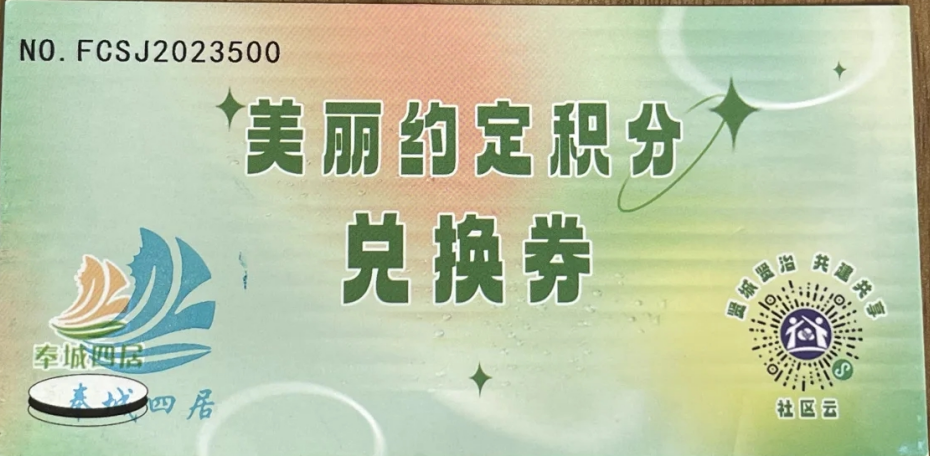 NO. FCSJ2023500
美丽约定积分
兑换券
盟城盟治 共建共享
奉城四居
奉城四居
社区云